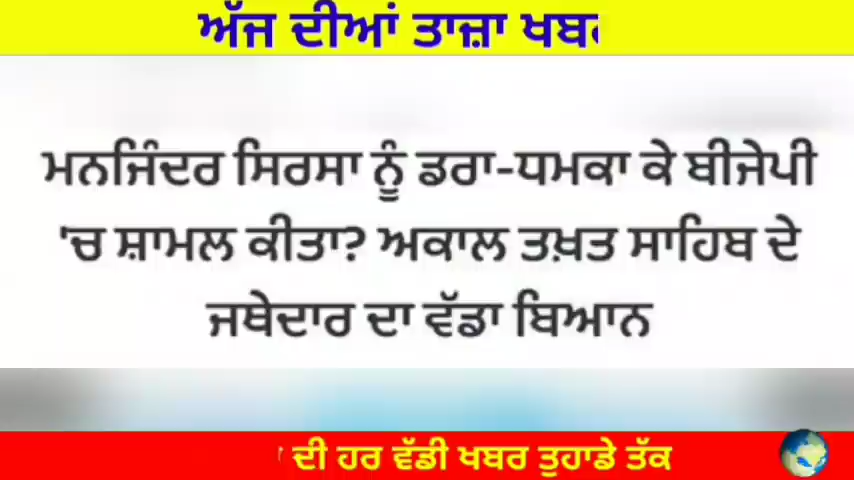 ਅੱਜ ਦੀਆਂ ਤਾਜ਼ਾ
ਮਨਜਿੰਦਰ ਸਿਰਸਾ ਨੂੰ ਡਰਾ-ਧਮਕਾ ਕੇ ਬੀਜੇਪੀ
'ਚ ਸ਼ਾਮਲ ਕੀਤਾ? ਅਕਾਲ ਤਖ਼ਤ ਸਾਹਿਬ ਦੇ
ਜਥੇਦਾਰ ਦਾ ਵੱਡਾ ਬਿਆਨ
ਦੀ ਹਰ ਵੱਡੀ ਖਬਰ ਤੁਹਾਡੇ ਤੱਕ